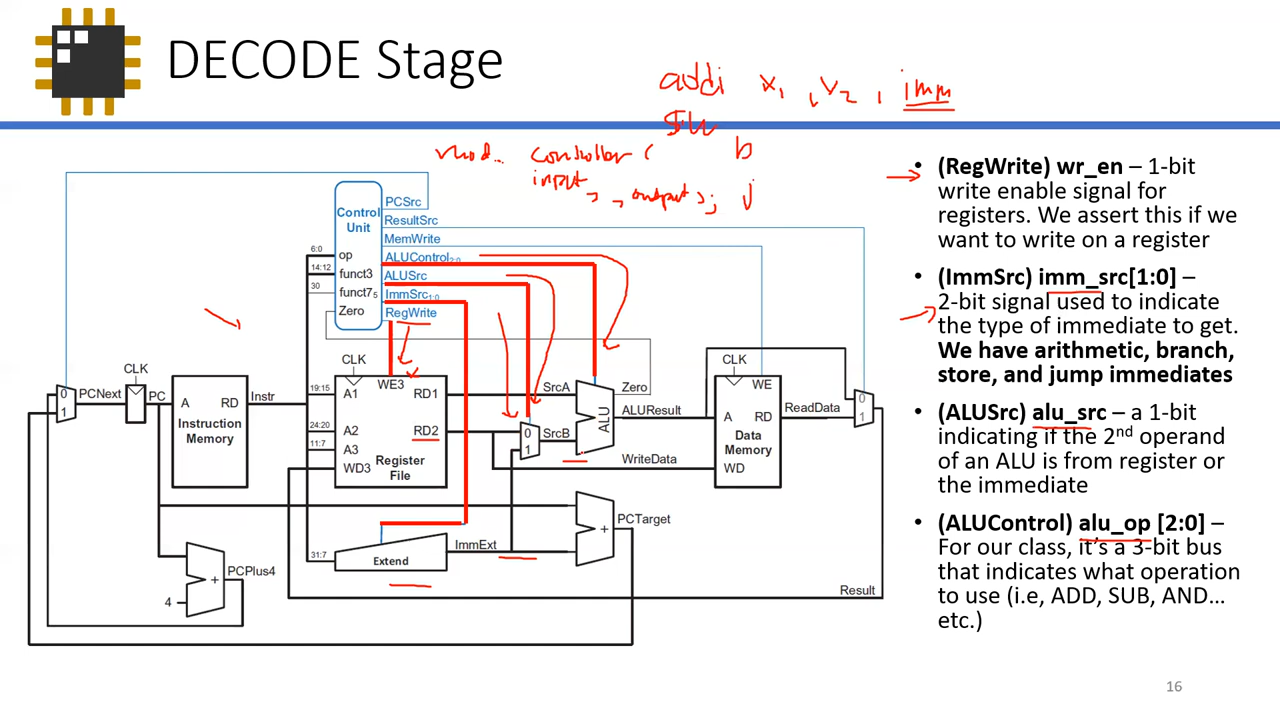 DECODE Stage
addi x1, x2, imm
sw
b
j
mod.. controller (
input , , output ) ;
PCSrc
Control
Unit
ResultSrc
MemWrite
6:0
op
ALUControl2:0
14:12
funct3
ALUSrc
30
funct75
ImmSrc1:0
Zero
RegWrite
CLK
CLK
CLK
0
1
PCNext
PC
A
RD
Instruction
Memory
Instr
19:15
A1
WE3
RD1
24:20
A2
RD2
11:7
A3
WD3
Register
File
SrcA
0
1
SrcB
ALU
Zero
ALUResult
WriteData
WE
A
RD
Data
Memory
WD
ReadData
0
1
31:7
Extend
ImmExt
+
PCTarget
+
PCPlus4
4
Result
• (RegWrite) wr_en – 1-bit
write enable signal for
registers. We assert this if we
want to write on a register
• (ImmSrc) imm_src[1:0] –
2-bit signal used to indicate
the type of immediate to get.
We have arithmetic, branch,
store, and jump immediates
• (ALUSrc) alu_src – a 1-bit
indicating if the 2nd operand
of an ALU is from register or
the immediate
• (ALUControl) alu_op [2:0] –
For our class, it's a 3-bit bus
that indicates what operation
to use (i.e, ADD, SUB, AND…
etc.)
16